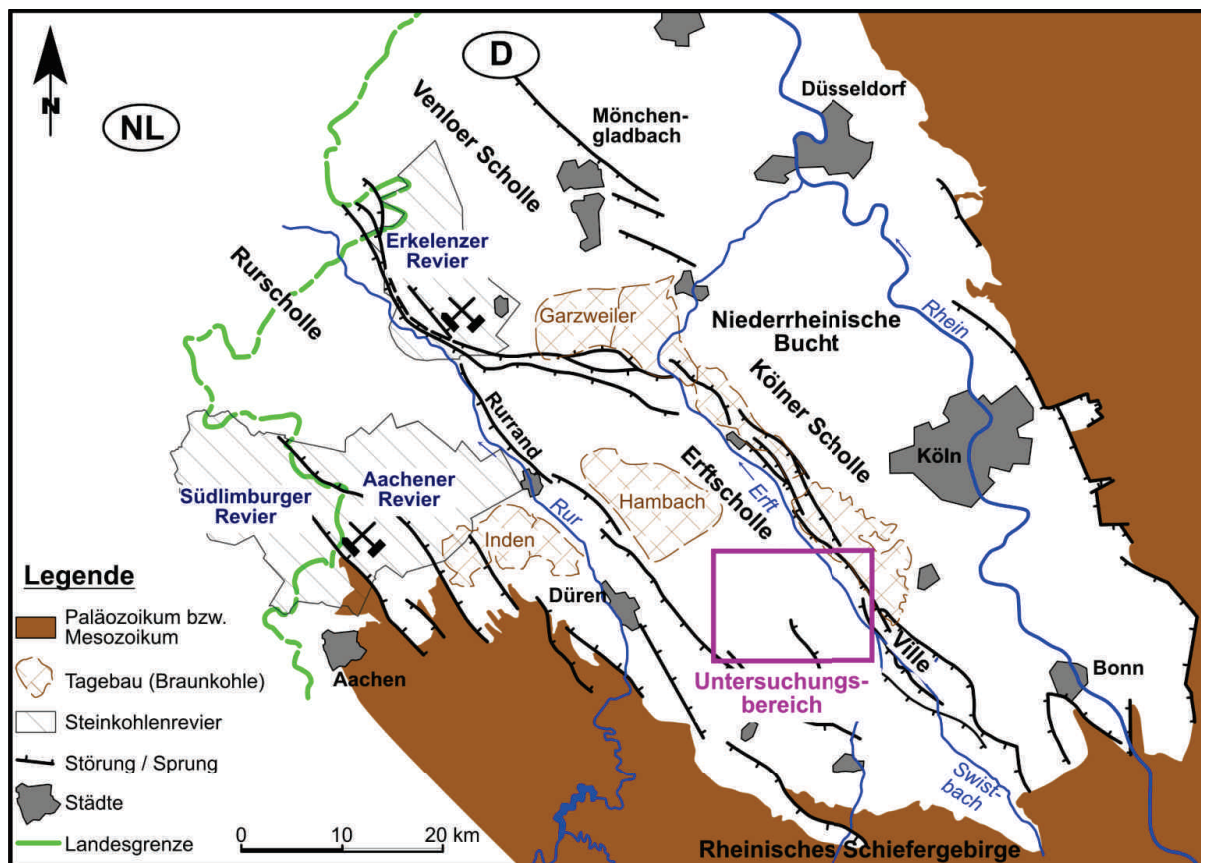 D
NL
N
Düsseldorf
Mönchen-
gladbach
Venloer Scholle
Erkelenzer
Revier
Rurscholle
Garzweiler
Niederrheinische
Bucht
Rhein
Kölner Scholle
Rurrand
Erftscholle
Köln
Aachener
Revier
Südlimburger
Revier
Hambach
Erft
Rur
Inden
Düren
Ville
Untersuchungs-
bereich
Bonn
Aachen
Swist-
bach
Rheinisches Schiefergebirge
Legende
Paläozoikum bzw.
Mesozoikum
Tagebau (Braunkohle)
Steinkohlenrevier
Störung / Sprung
Städte
Landesgrenze
0 10 20 km